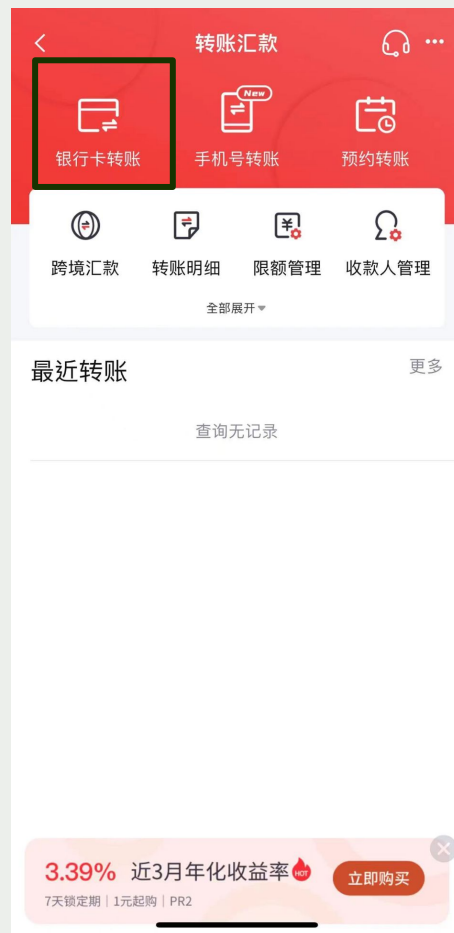 转账汇款
New
银行卡转账 手机号转账 预约转账
跨境汇款 转账明细 限额管理 收款人管理
全部展开
最近转账 更多
查询无记录
3.39% 近3月年化收益率 HOT 立即购买
7天锁定期｜1元起购｜PR2